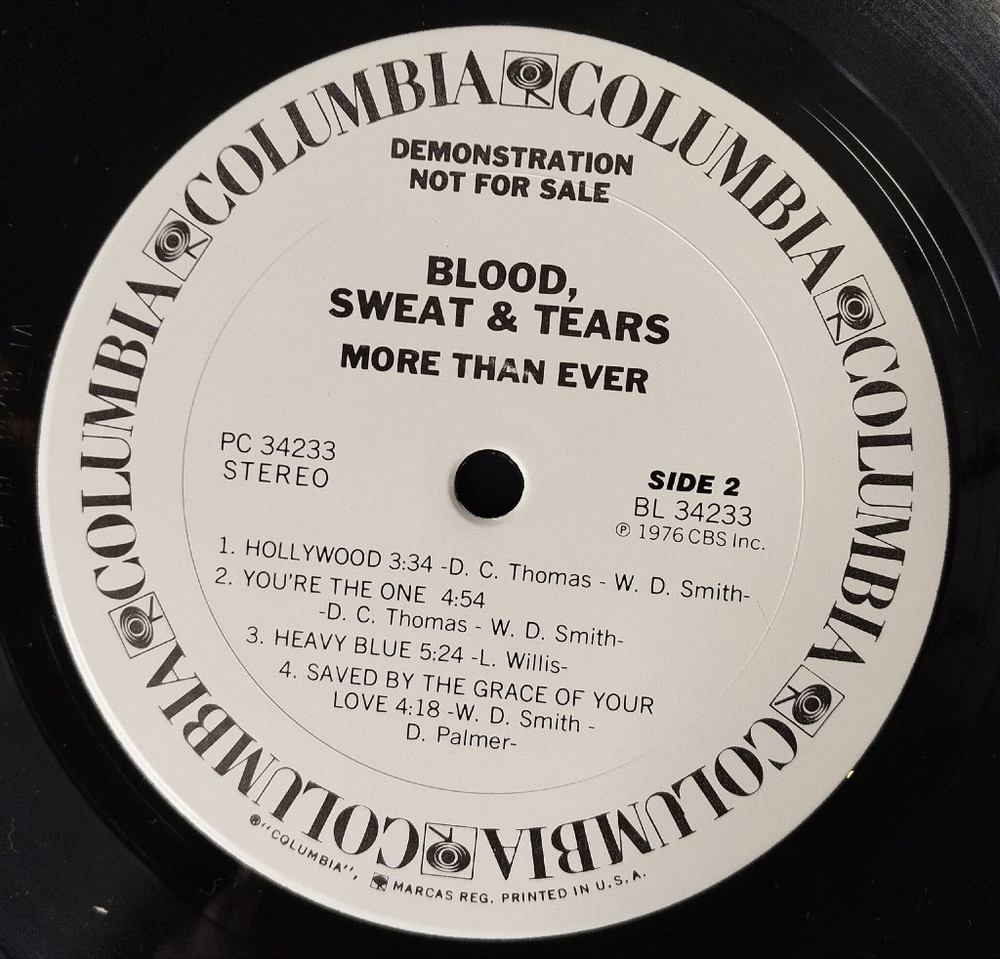 COLUMBIA COLUMBIA COLUMBIA COLUMBIA COLUMBIA COLUMBIA
DEMONSTRATION
NOT FOR SALE
BLOOD,
SWEAT & TEARS
MORE THAN EVER
PC 34233
STEREO
SIDE 2
BL 34233
℗ 1976 CBS Inc.
1. HOLLYWOOD 3:34 -D. C. Thomas - W. D. Smith-
2. YOU'RE THE ONE 4:54
-D. C. Thomas - W. D. Smith-
3. HEAVY BLUE 5:24 -L. Willis-
4. SAVED BY THE GRACE OF YOUR
LOVE 4:18 -W. D. Smith -
D. Palmer-
®"COLUMBIA", MARCAS REG. PRINTED IN U.S.A.